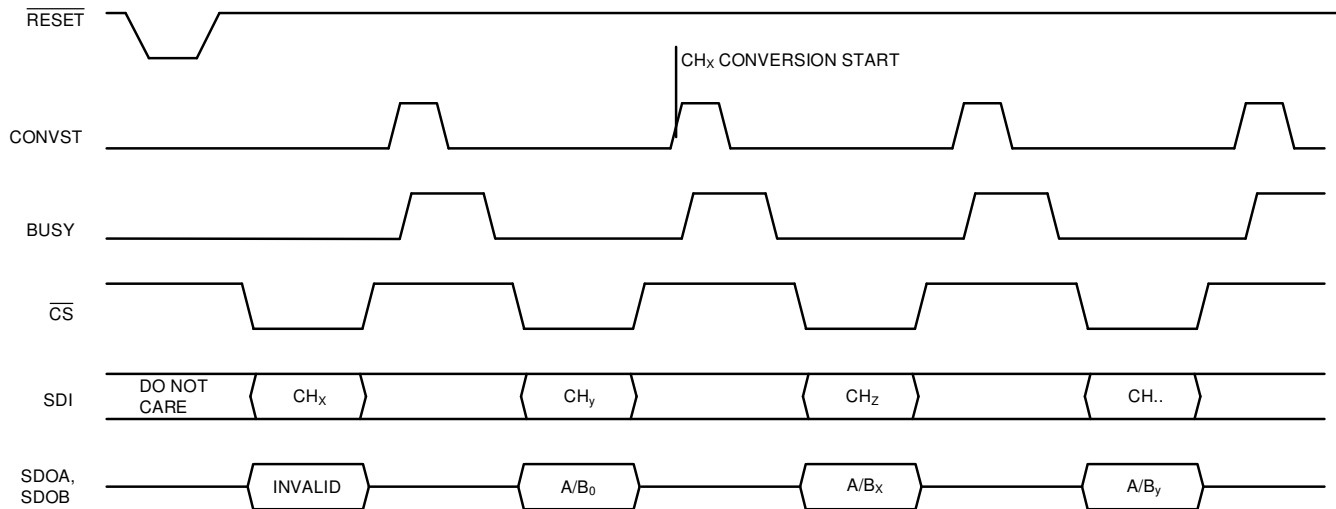 RESET
CHX CONVERSION START
CONVST
BUSY
CS
SDI
DO NOT
CARE
CHX
CHy
CHZ
CH..
SDOA,
SDOB
INVALID
A/B0
A/BX
A/By